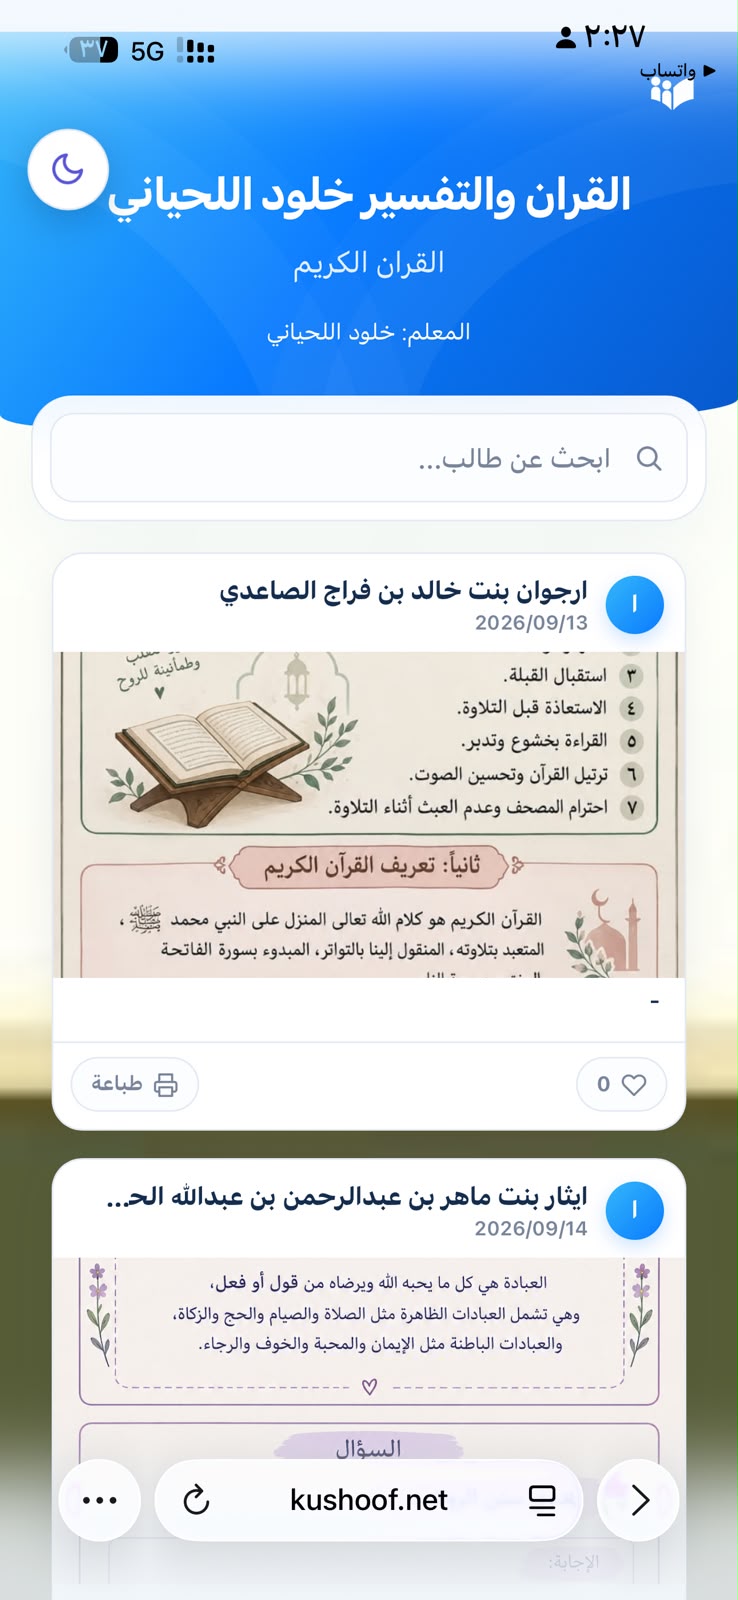 ٢:٢٧
5G
٣٧
واتساب
القران والتفسير خلود اللحياني
القران الكريم
المعلم: خلود اللحياني
ابحث عن طالب...
ا
ارجوان بنت خالد بن فراج الصاعدي
2026/09/13
وطمأنينة للروح
٣ استقبال القبلة.
٤ الاستعاذة قبل التلاوة.
٥ القراءة بخشوع وتدبر.
٦ ترتيل القرآن وتحسين الصوت.
٧ احترام المصحف وعدم العبث أثناء التلاوة.
ثانياً: تعريف القرآن الكريم
القرآن الكريم هو كلام الله تعالى المنزل على النبي محمد ﷺ ،
المتعبد بتلاوته، المنقول إلينا بالتواتر، المبدوء بسورة الفاتحة
-
0
طباعة
ا
ايثار بنت ماهر بن عبدالرحمن بن عبدالله الحـ...
2026/09/14
العبادة هي كل ما يحبه الله ويرضاه من قول أو فعل،
وهي تشمل العبادات الظاهرة مثل الصلاة والصيام والحج والزكاة،
والعبادات الباطنة مثل الإيمان والمحبة والخوف والرجاء.
السؤال
kushoof.net
الإجابة: